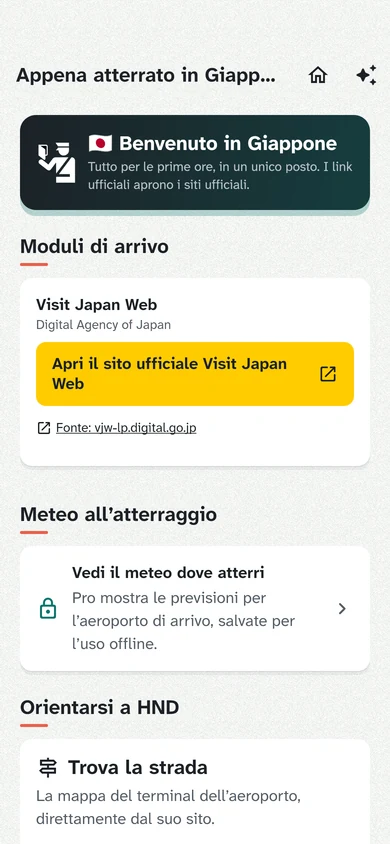 Appena atterrato in Giapp...
🇯🇵 Benvenuto in Giappone
Tutto per le prime ore, in un unico posto. I link
ufficiali aprono i siti ufficiali.
Moduli di arrivo
Visit Japan Web
Digital Agency of Japan
Apri il sito ufficiale Visit Japan
Web
Fonte: vjw-lp.digital.go.jp
Meteo all’atterraggio
Vedi il meteo dove atterri
Pro mostra le previsioni per
l’aeroporto di arrivo, salvate per
l’uso offline.
Orientarsi a HND
Trova la strada
La mappa del terminal dell’aeroporto,
direttamente dal suo sito.